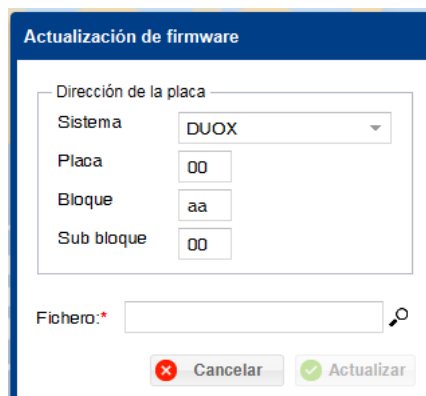 Actualización de firmware
Dirección de la placa
Sistema DUOX
Placa 00
Bloque aa
Sub bloque 00
Fichero:*
Cancelar Actualizar